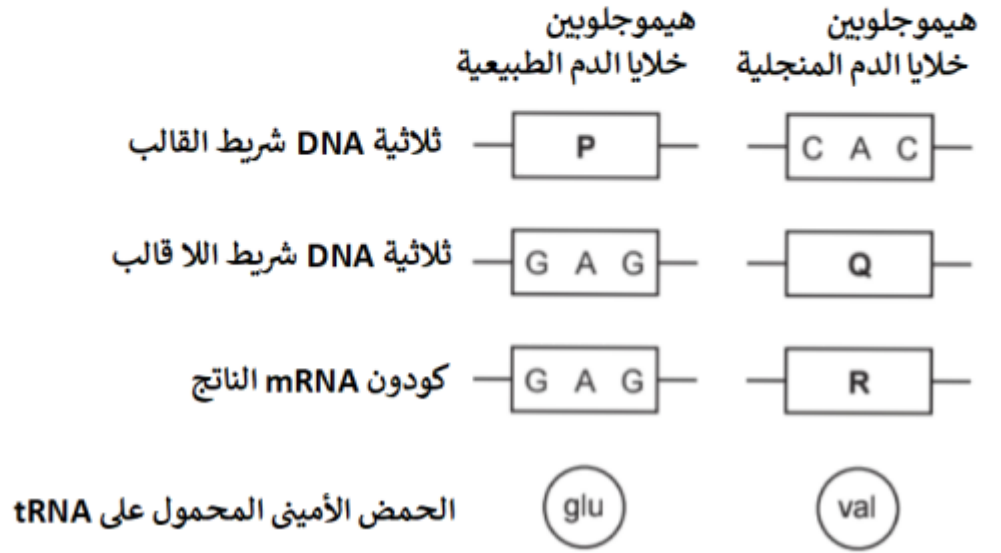 هيموجلوبين خلايا الدم المنجلية
هيموجلوبين خلايا الدم الطبيعية
ثلاثية DNA شريط القالب P C A C
ثلاثية DNA شريط اللا قالب G A G Q
كودون mRNA الناتج G A G R
الحمض الأميني المحمول على tRNA glu val